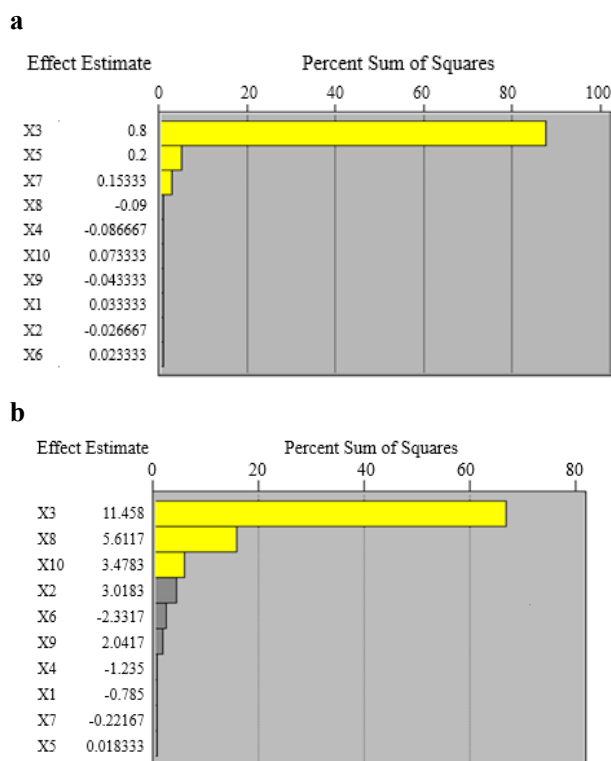 a
Effect Estimate Percent Sum of Squares
0 20 40 60 80 100
X3 0.8
X5 0.2
X7 0.15333
X8 -0.09
X4 -0.086667
X10 0.073333
X9 -0.043333
X1 0.033333
X2 -0.026667
X6 0.023333
b
Effect Estimate Percent Sum of Squares
0 20 40 60 80
X3 11.458
X8 5.6117
X10 3.4783
X2 3.0183
X6 -2.3317
X9 2.0417
X4 -1.235
X1 -0.785
X7 -0.22167
X5 0.018333